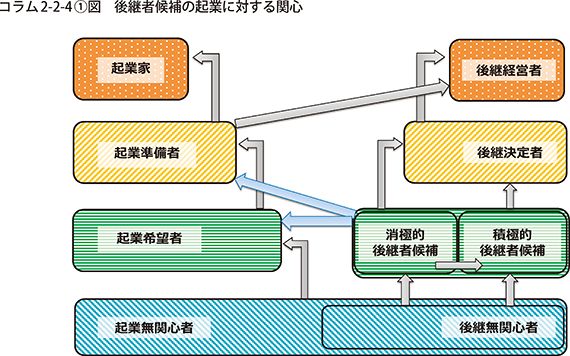 コラム2-2-4①図　後継者候補の起業に対する関心
起業家
後継経営者
起業準備者
後継決定者
起業希望者
消極的
後継者候補
積極的
後継者候補
起業無関心者
後継無関心者